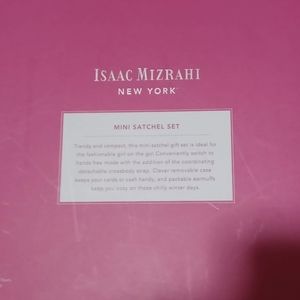 ISAAC MIZRAHI
NEW YORK
MINI SATCHEL SET
Trendy and compact, this mini satchel gift set is ideal for
the fashionable girl on the go! Conveniently switch to
hands free made with the addition of the coordinating
detachable crossbody strap. Clever removable case
keeps your cards or cash handy, and packable earmuffs
keep you cozy on those chilly winter days.